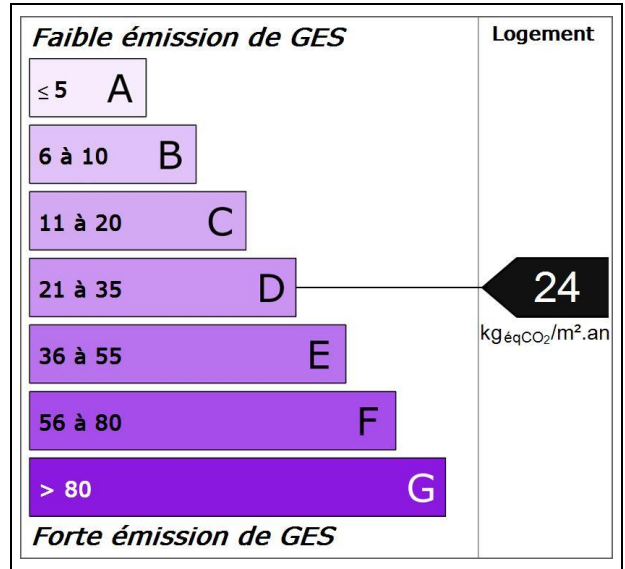 Faible émission de GES
Logement
≤ 5 A
6 à 10 B
11 à 20 C
21 à 35 D
24
kgéqCO₂/m².an
36 à 55 E
56 à 80 F
> 80 G
Forte émission de GES